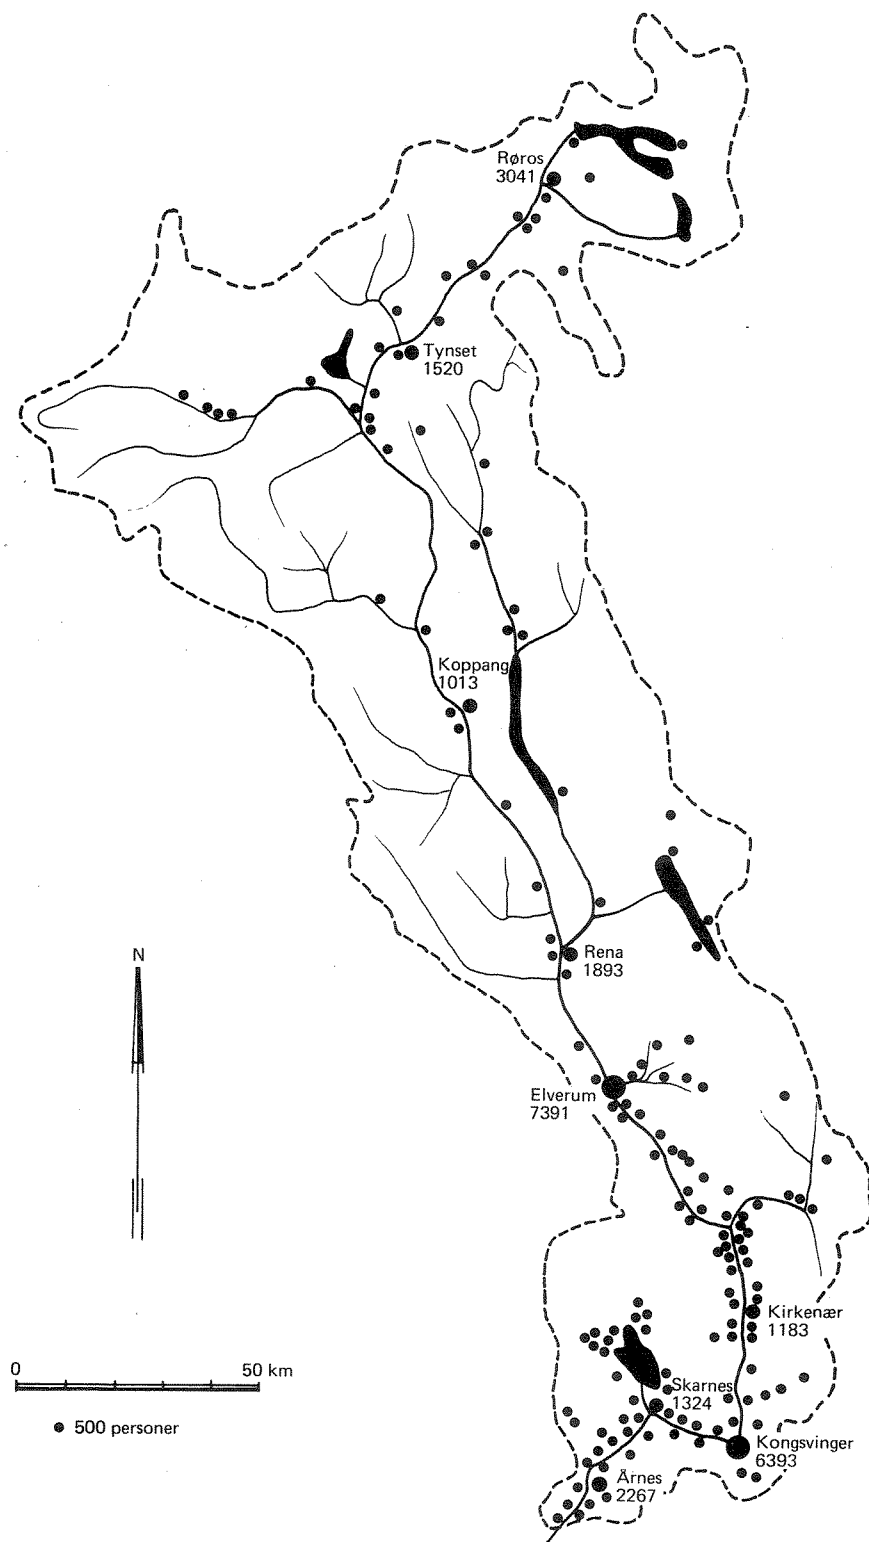 Røros
3041
Tynset
1520
Koppang
1013
N
Rena
1893
Elverum
7391
Kirkenær
1183
0 50 km
Skarnes
1324
500 personer
Kongsvinger
6393
Årnes
2267